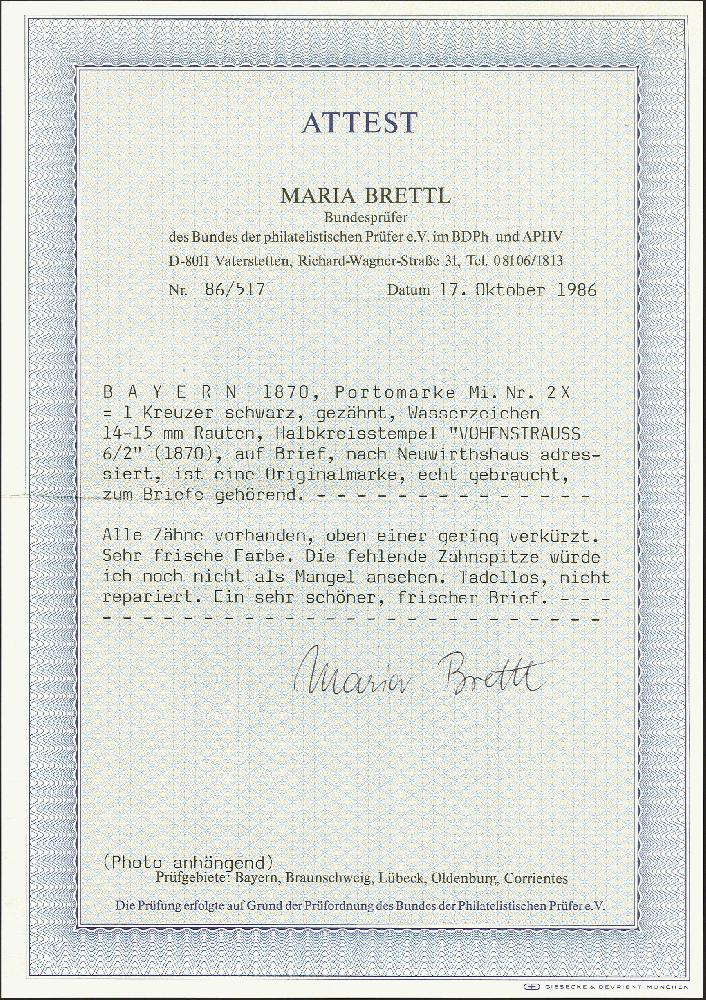 ATTEST
MARIA BRETTL
Bundesprüfer
des Bundes der philatelistischen Prüfer e.V. im BDPh und APHV
D-8011 Vaterstetten, Richard-Wagner-Straße 31, Tel. 08106/1813
Nr. 86/517 Datum 17. Oktober 1986
B A Y E R N 1870, Portomarke Mi. Nr. 2X
= 1 Kreuzer schwarz, gezähnt, Wasserzeichen
14-15 mm Rauten, Halbkreisstempel "VOHENSTRAUSS
6/2" (1870), auf Brief, nach Neuwirthshaus adres-
siert, ist eine Originalmarke, echt gebraucht,
zum Briefe gehörend. - - - - - - - - - - - - - -
Alle Zähne vorhanden, oben einer gering verkürzt.
Sehr frische Farbe. Die fehlende Zahnspitze würde
ich noch nicht als Mangel ansehen. Tadellos, nicht
repariert. Ein sehr schöner, frischer Brief. - - -
- - - - - - - - - - - - - - - - - - - - - - - - -
Maria Brettl
(Photo anhängend)
Prüfgebiete: Bayern, Braunschweig, Lübeck, Oldenburg, Corrientes
Die Prüfung erfolgte auf Grund der Prüfordnung des Bundes der Philatelistischen Prüfer e.V.
GIESECKE & DEVRIENT MÜNCHEN